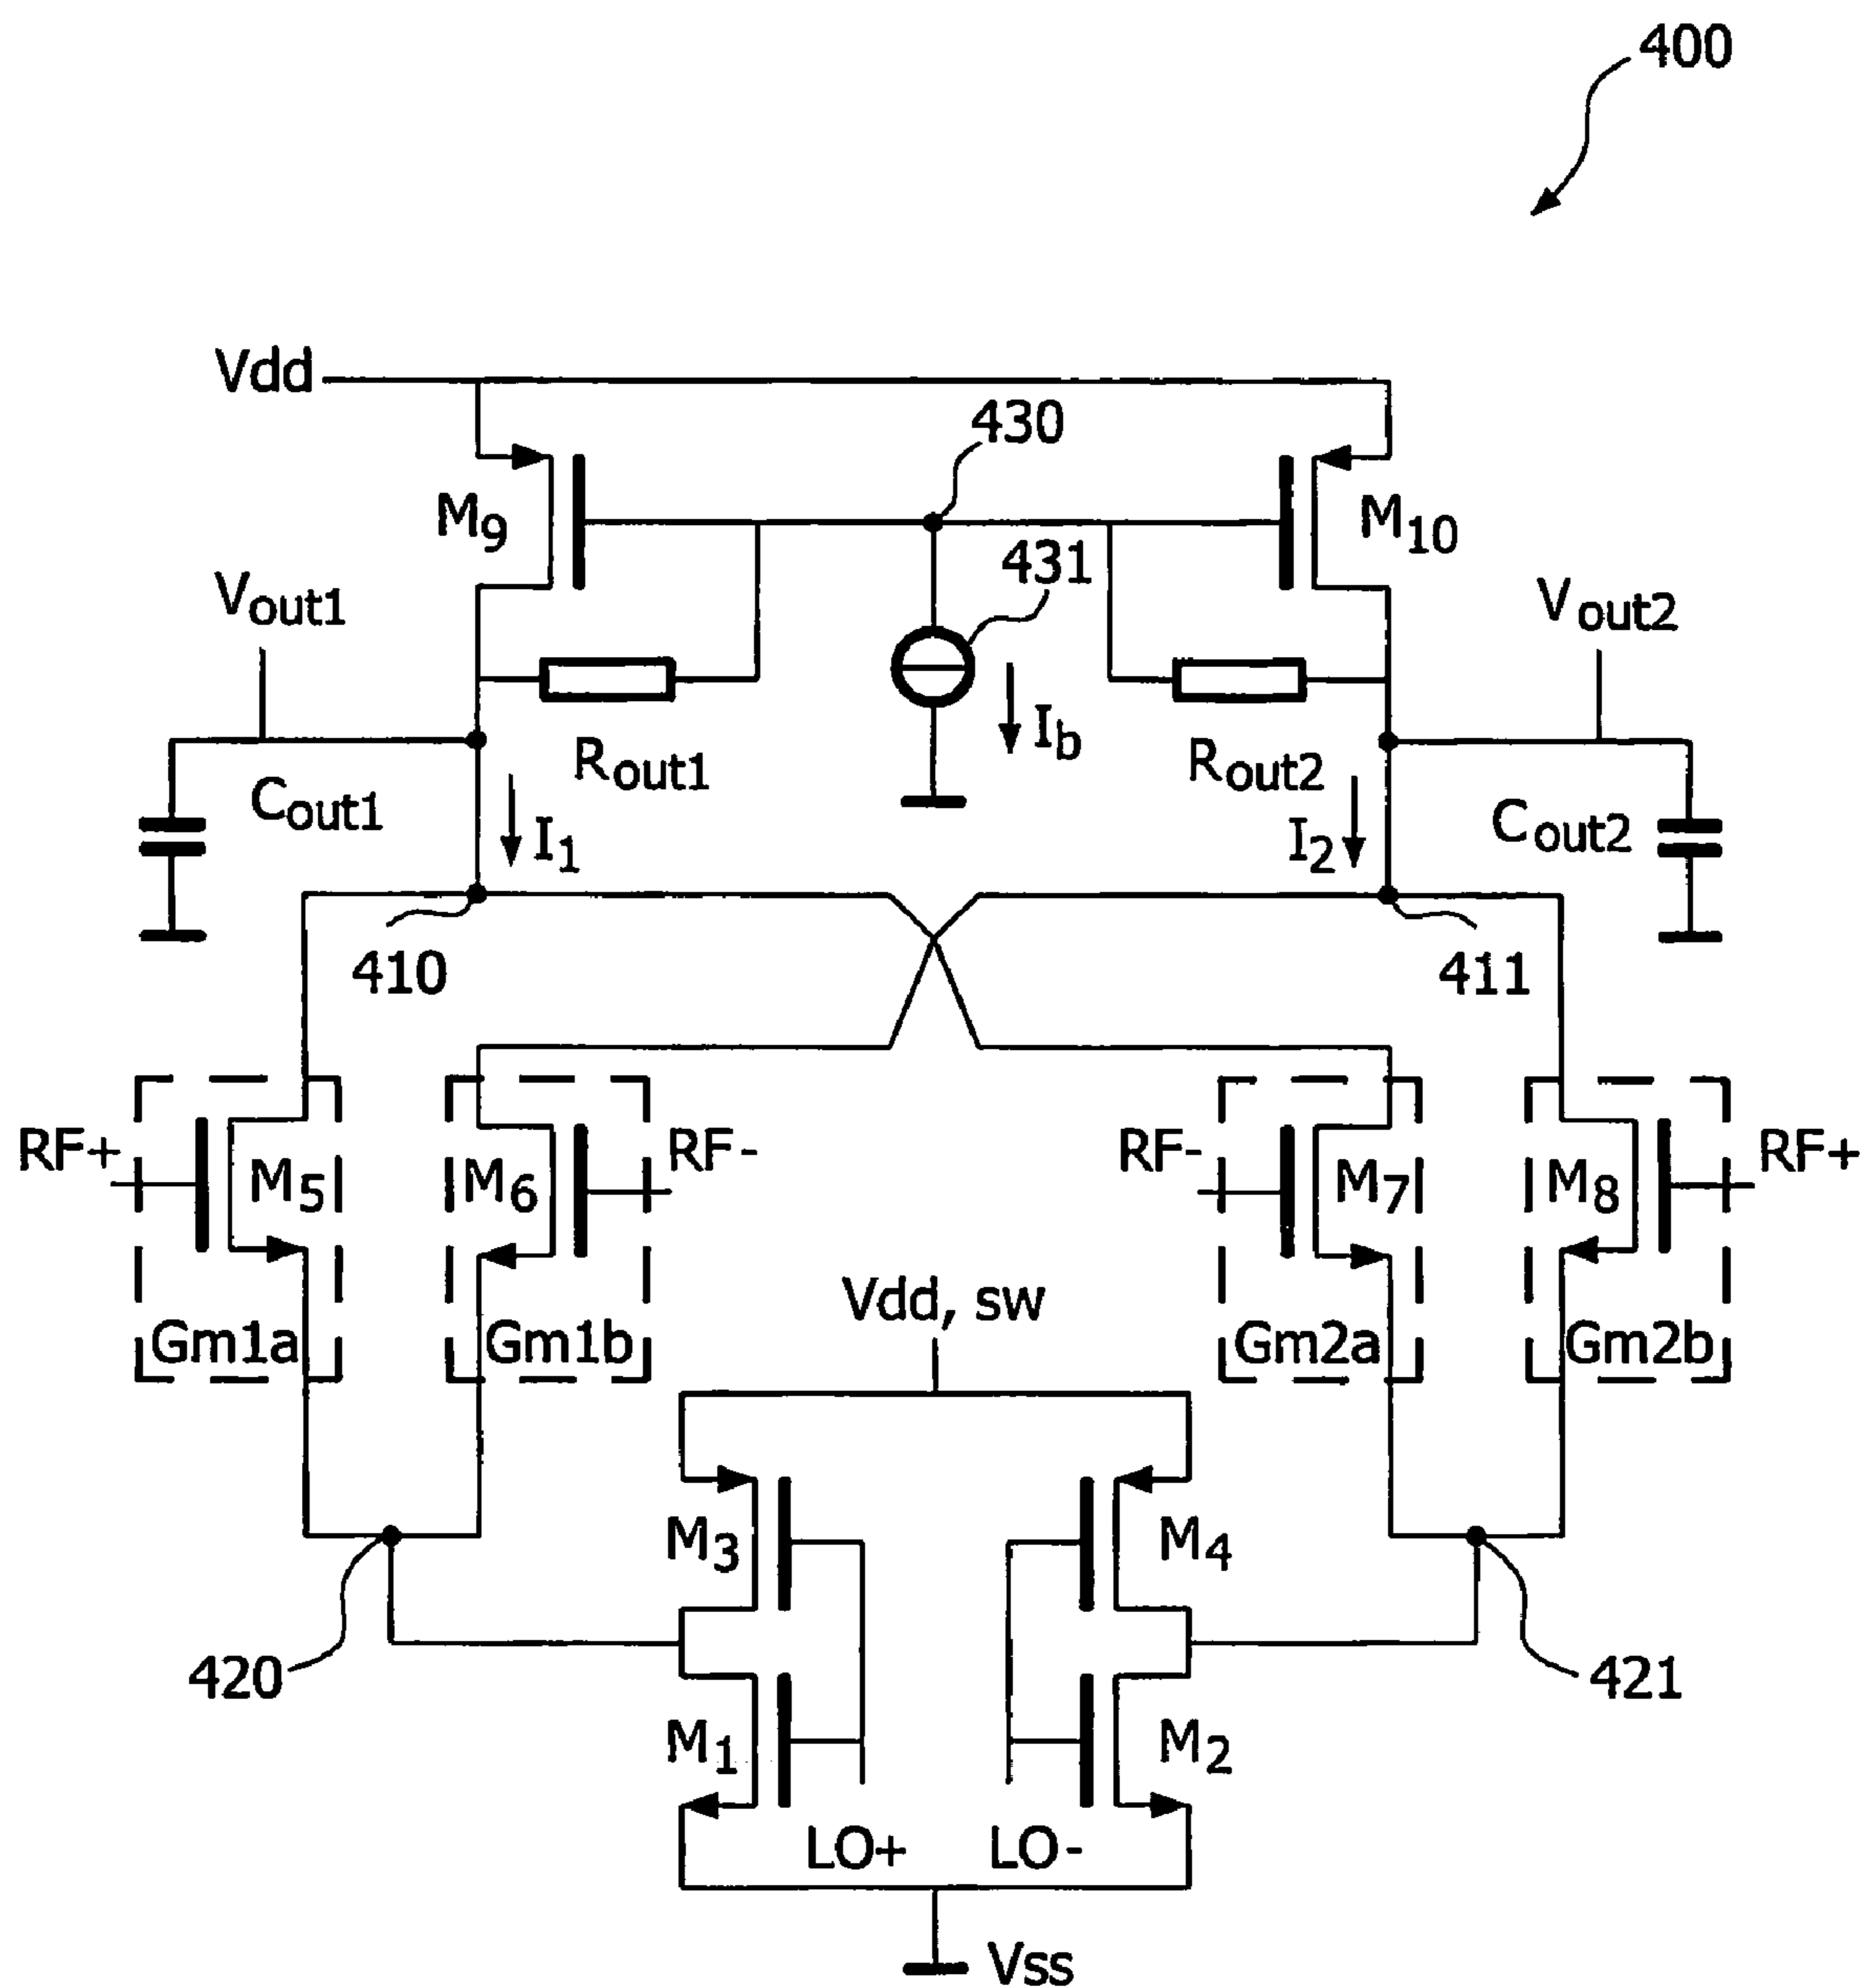 400
Vdd
430
M9
M10
431
Vout1
Vout2
Ib
Rout1
Rout2
Cout1
Cout2
I1
I2
410
411
RF+
M5
M6
RF-
RF-
M7
M8
RF+
Gm1a
Gm1b
Vdd, sw
Gm2a
Gm2b
M3
M4
420
421
M1
M2
LO+
LO-
Vss